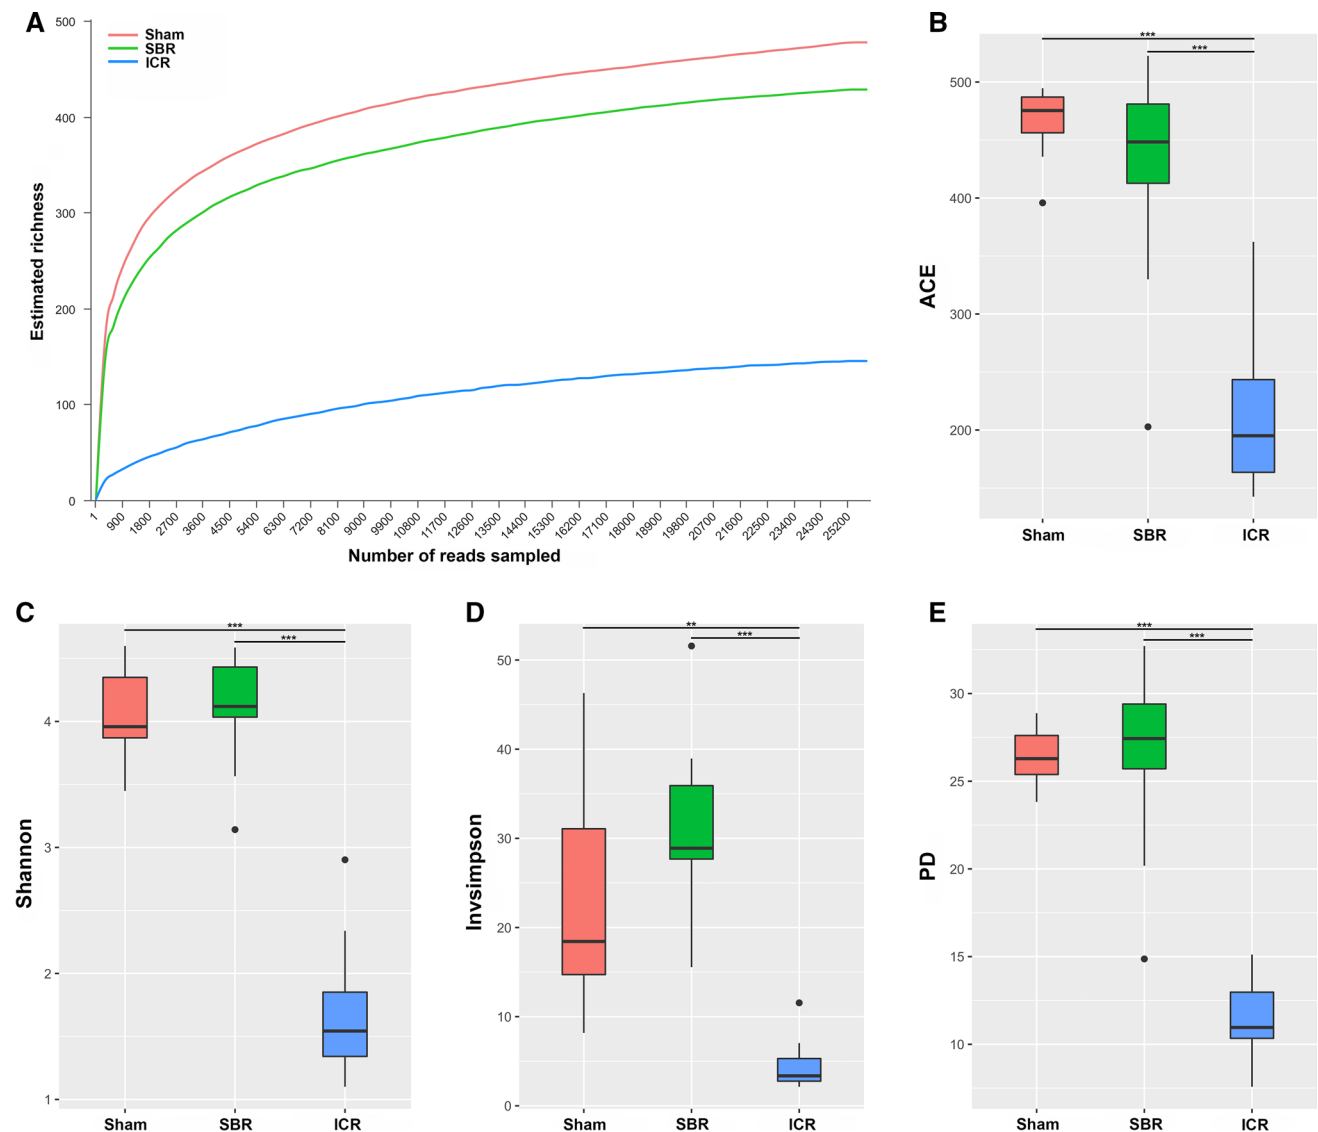 A
500
400
300
200
100
0
Estimated richness
Sham
SBR
ICR
1 900 1800 2700 3600 4500 5400 6300 7200 8100 9000 9900 10800 11700 12600 13500 14400 15300 16200 17100 18000 18900 19800 20700 21600 22500 23400 24300 25200
Number of reads sampled
B
***
***
500
400
300
200
ACE
Sham SBR ICR
C
***
***
4
3
2
1
Shannon
Sham SBR ICR
D
**
***
50
40
30
20
10
0
Invsimpson
Sham SBR ICR
E
***
***
30
25
20
15
10
PD
Sham SBR ICR